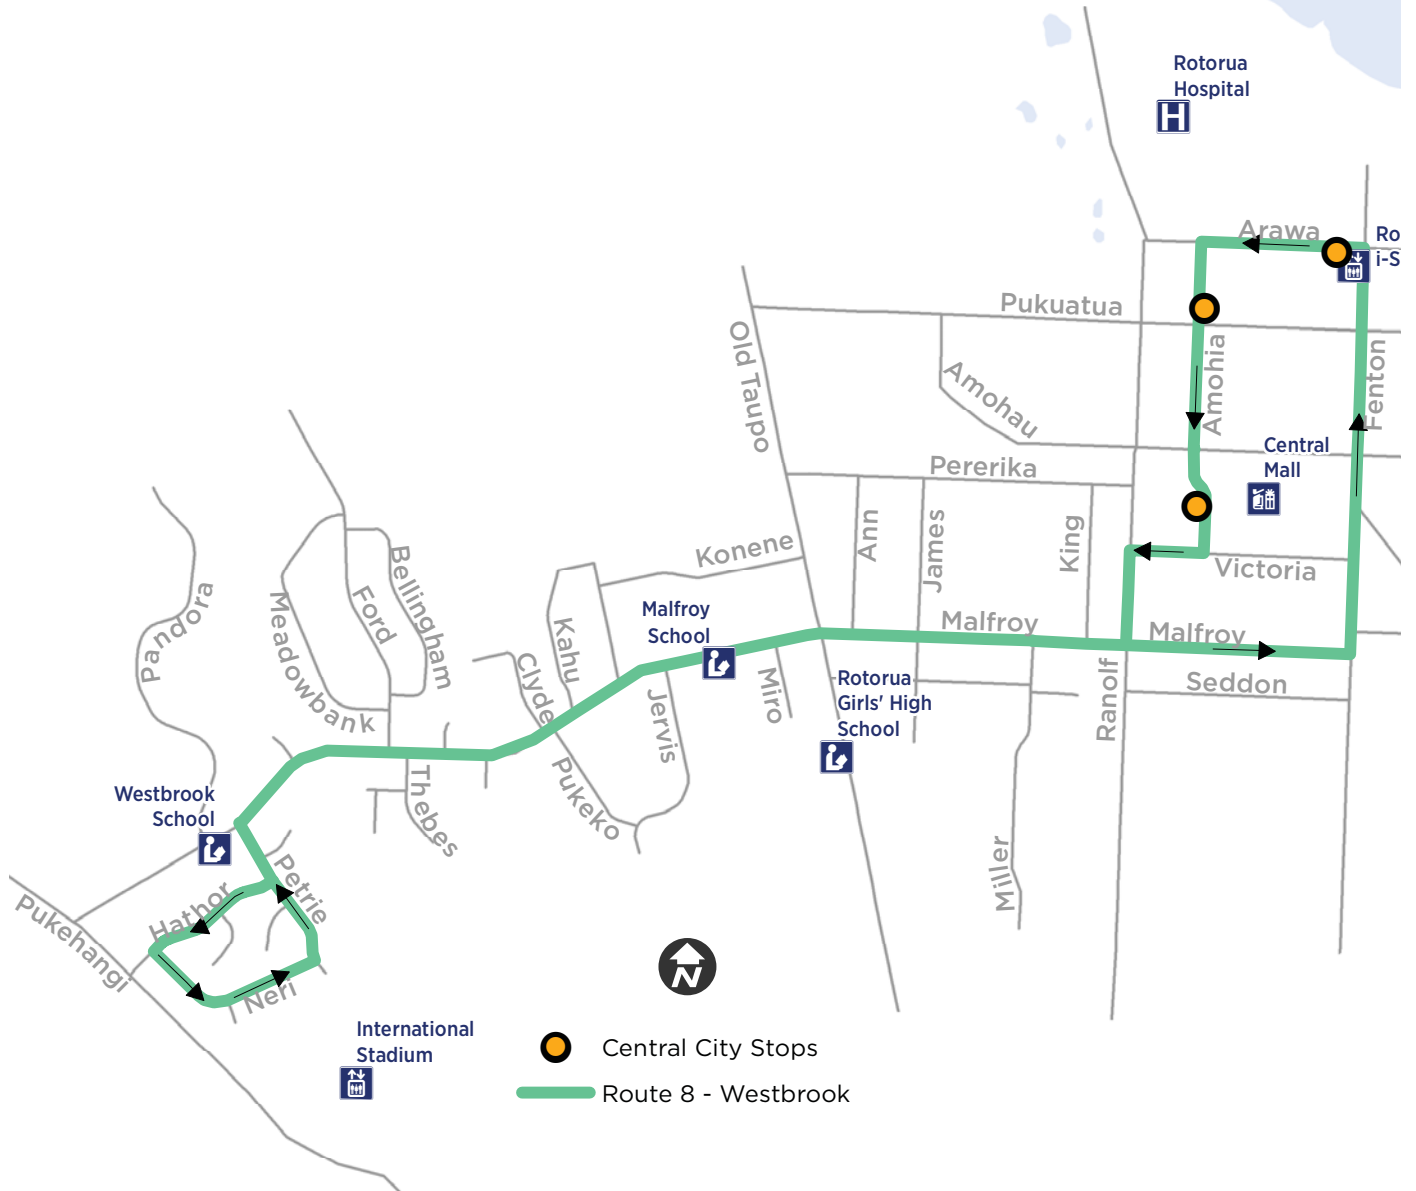 Rotorua
Hospital
H
Arawa
Ro
i-S
Pukuatua
Old Taupo
Amohia
Fenton
Amohau
Central
Mall
Pererika
Ann
James
King
Konene
Victoria
Bellingham
Ford
Meadowbank
Pandora
Malfroy
School
Kahu
Clyde
Malfroy
Malfroy
Jervis
Miro
Rotorua
Girls' High
School
Ranolf
Seddon
Thebes
Pukeko
Westbrook
School
Miller
Petrie
Hathor
Pukehangi
Neri
N
International
Stadium
Central City Stops
Route 8 - Westbrook